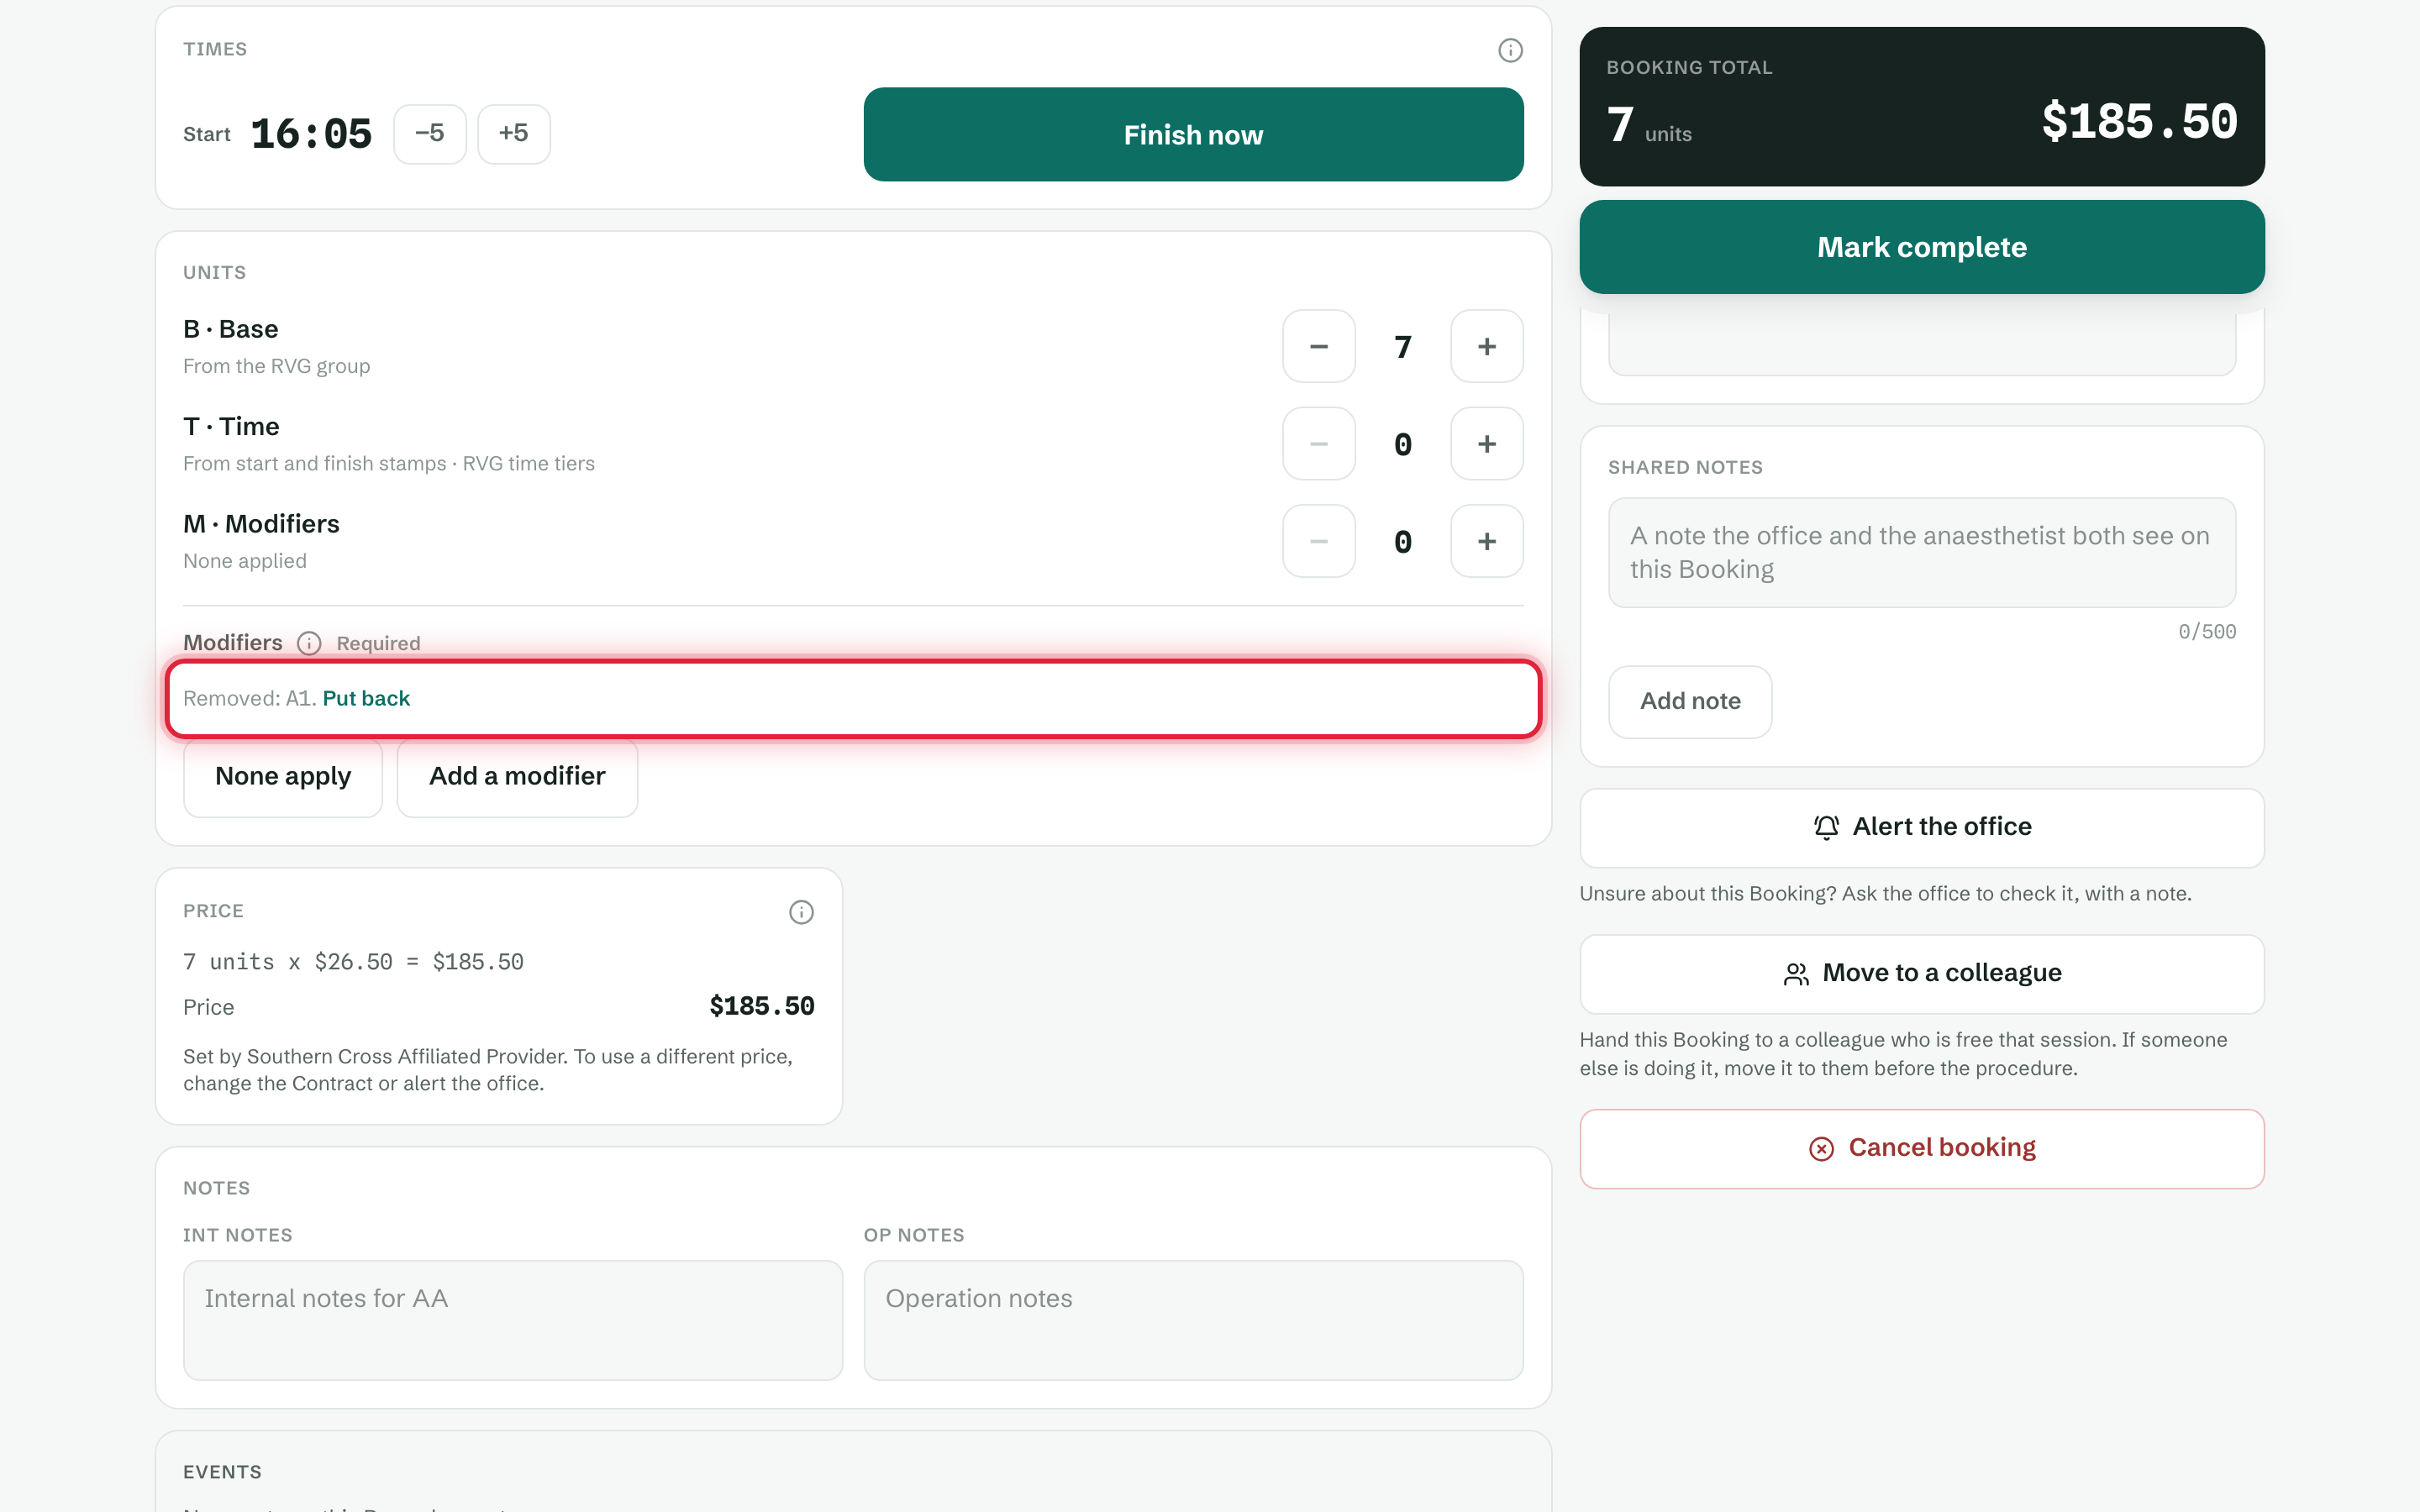 TIMES
Start 16:05 −5 +5
Finish now
UNITS
B · Base
From the RVG group
− 7 +
T · Time
From start and finish stamps · RVG time tiers
− 0 +
M · Modifiers
None applied
− 0 +
Modifiers Required
Removed: A1. Put back
None apply Add a modifier
PRICE
7 units x $26.50 = $185.50
Price $185.50
Set by Southern Cross Affiliated Provider. To use a different price,
change the Contract or alert the office.
NOTES
INT NOTES
Internal notes for AA
OP NOTES
Operation notes
EVENTS
BOOKING TOTAL
7 units $185.50
Mark complete
SHARED NOTES
A note the office and the anaesthetist both see on
this Booking
0/500
Add note
Alert the office
Unsure about this Booking? Ask the office to check it, with a note.
Move to a colleague
Hand this Booking to a colleague who is free that session. If someone
else is doing it, move it to them before the procedure.
Cancel booking